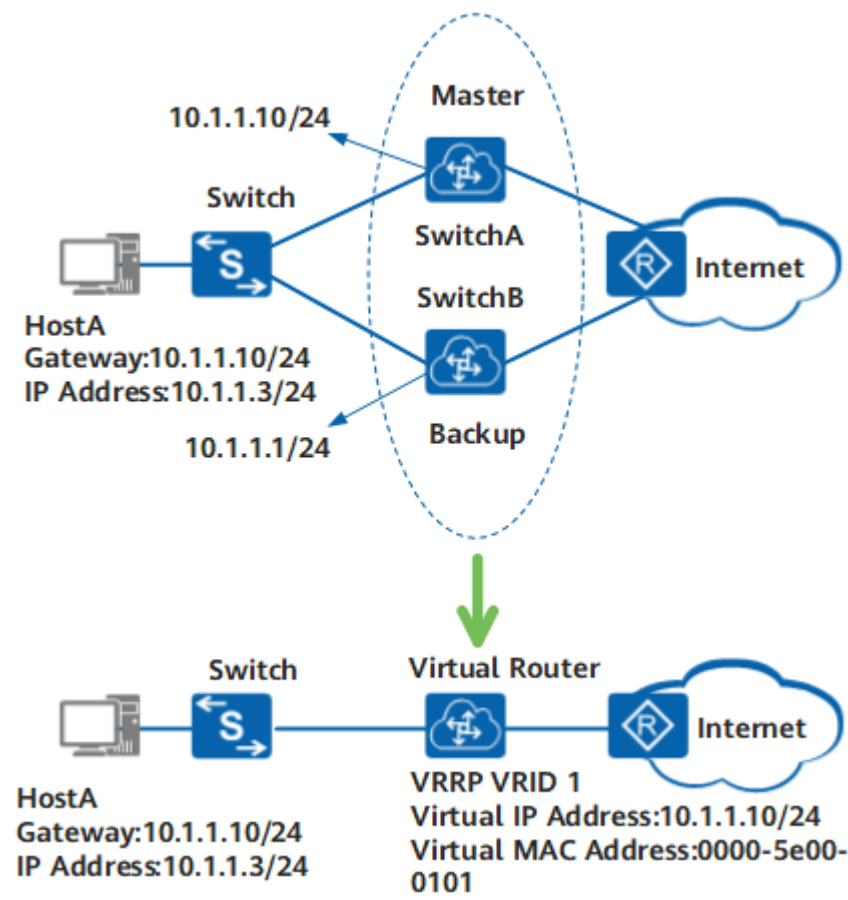 Master
10.1.1.10/24
Switch
S
SwitchA
R
Internet
SwitchB
HostA
Gateway:10.1.1.10/24
IP Address:10.1.1.3/24
10.1.1.1/24
Backup
Switch
Virtual Router
S
R
Internet
VRRP VRID 1
Virtual IP Address:10.1.1.10/24
Virtual MAC Address:0000-5e00-
0101
HostA
Gateway:10.1.1.10/24
IP Address:10.1.1.3/24